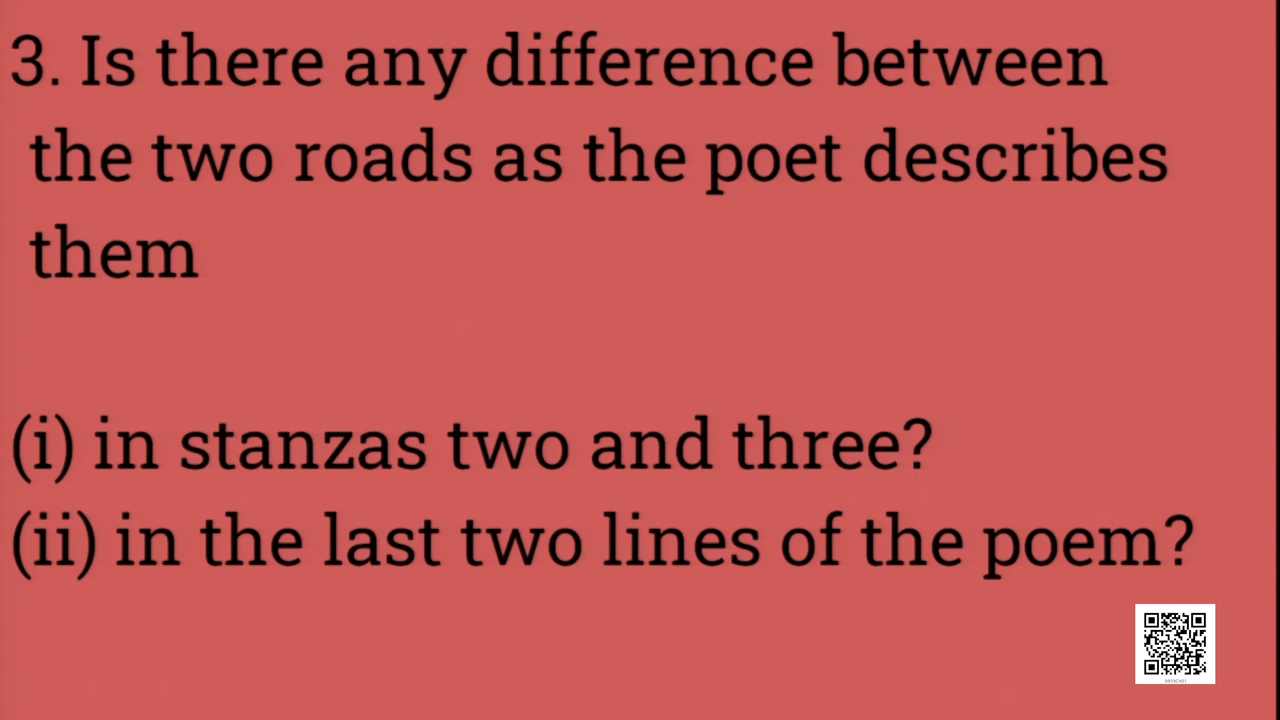 3. Is there any difference between
the two roads as the poet describes
them
(i) in stanzas two and three?
(ii) in the last two lines of the poem?